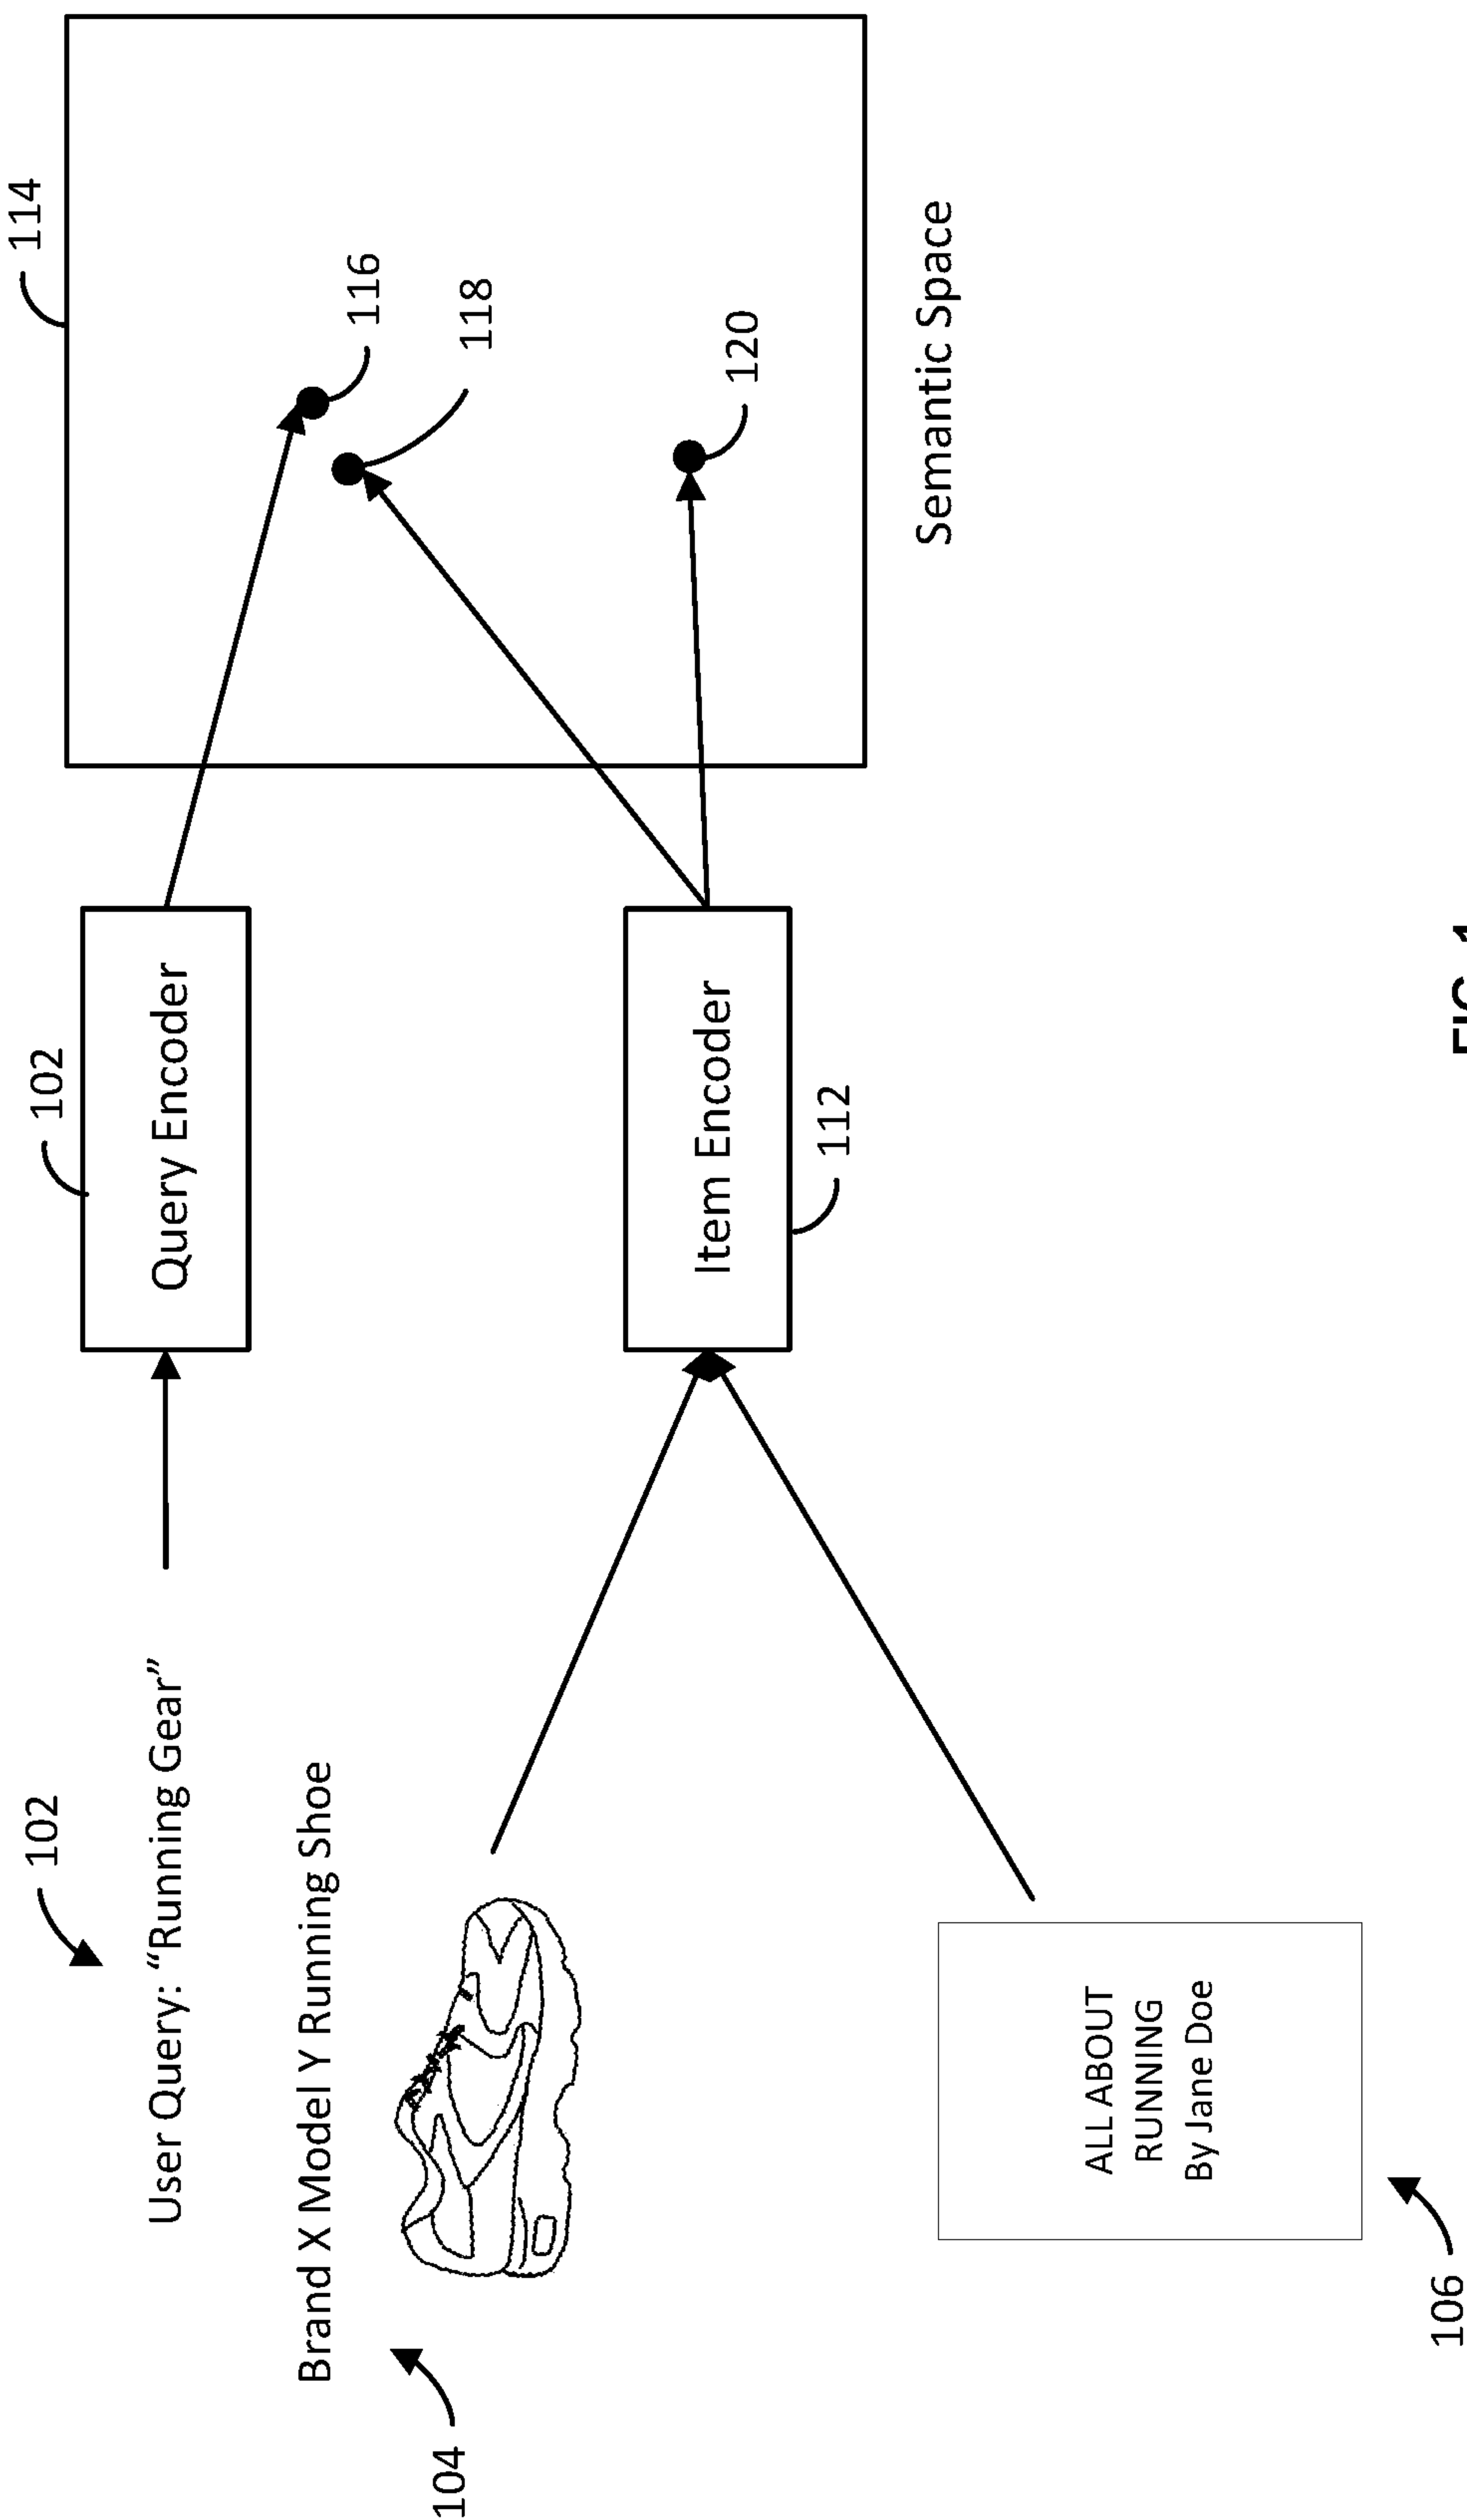 102
User Query: “Running Gear”
102
Query Encoder
114
116
118
120
Semantic Space
Brand X Model Y Running Shoe
104
Item Encoder
112
ALL ABOUT
RUNNING
By Jane Doe
106